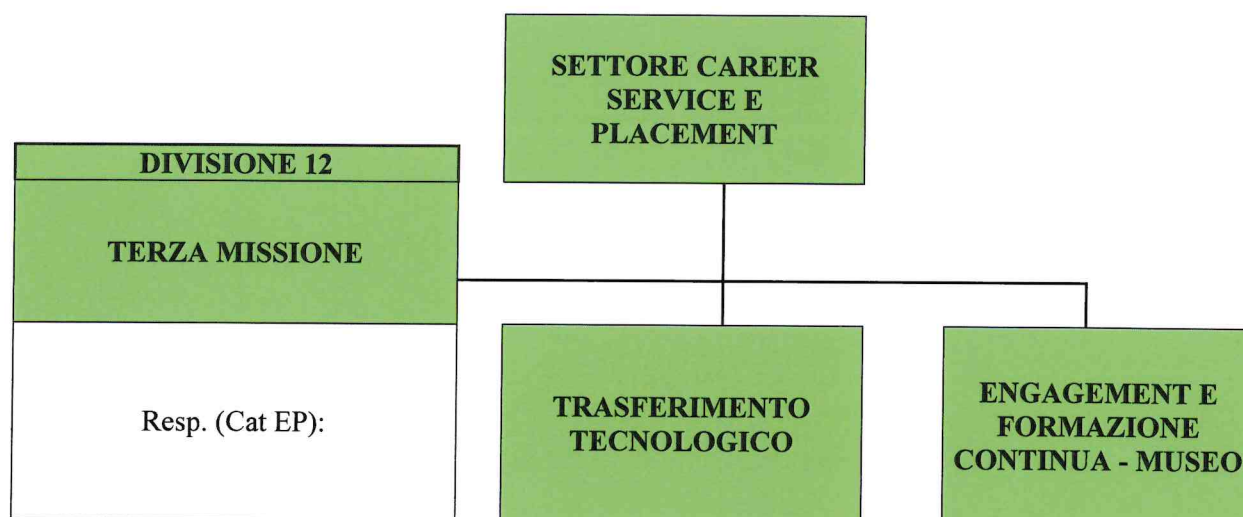 SETTORE CAREER
SERVICE E
PLACEMENT
DIVISIONE 12
TERZA MISSIONE
Resp. (Cat EP):
TRASFERIMENTO
TECNOLOGICO
ENGAGEMENT E
FORMAZIONE
CONTINUA - MUSEO